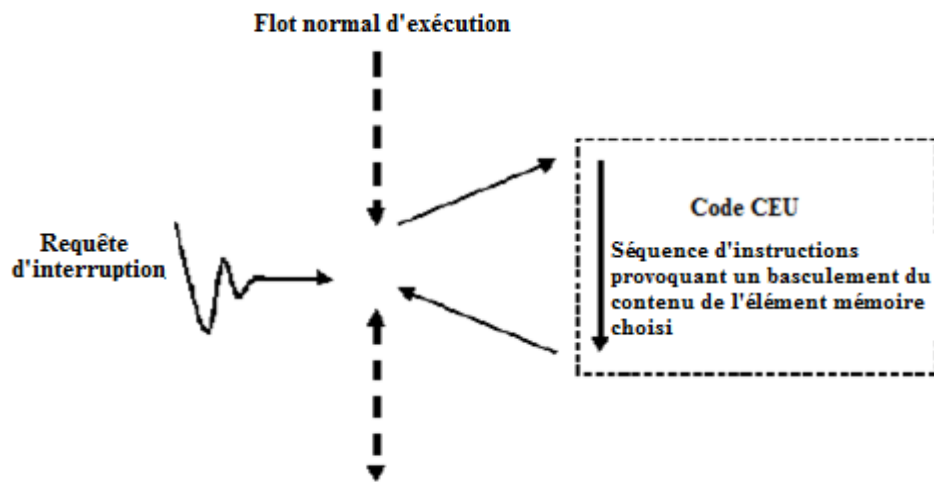 Flot normal d'exécution
Requête
d'interruption
Code CEU
Séquence d'instructions
provoquant un basculement du
contenu de l'élément mémoire
choisi